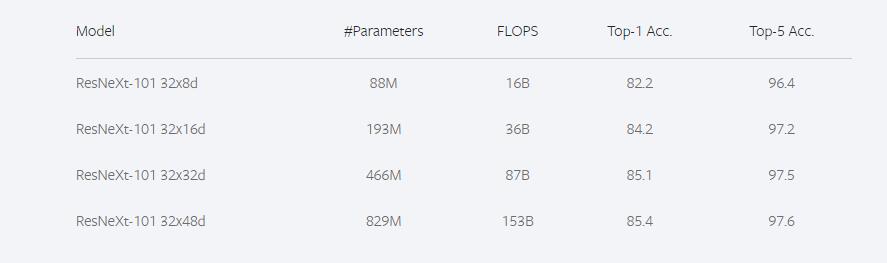 Model #Parameters FLOPS Top-1 Acc. Top-5 Acc.
ResNeXt-101 32x8d 88M 16B 82.2 96.4
ResNeXt-101 32x16d 193M 36B 84.2 97.2
ResNeXt-101 32x32d 466M 87B 85.1 97.5
ResNeXt-101 32x48d 829M 153B 85.4 97.6